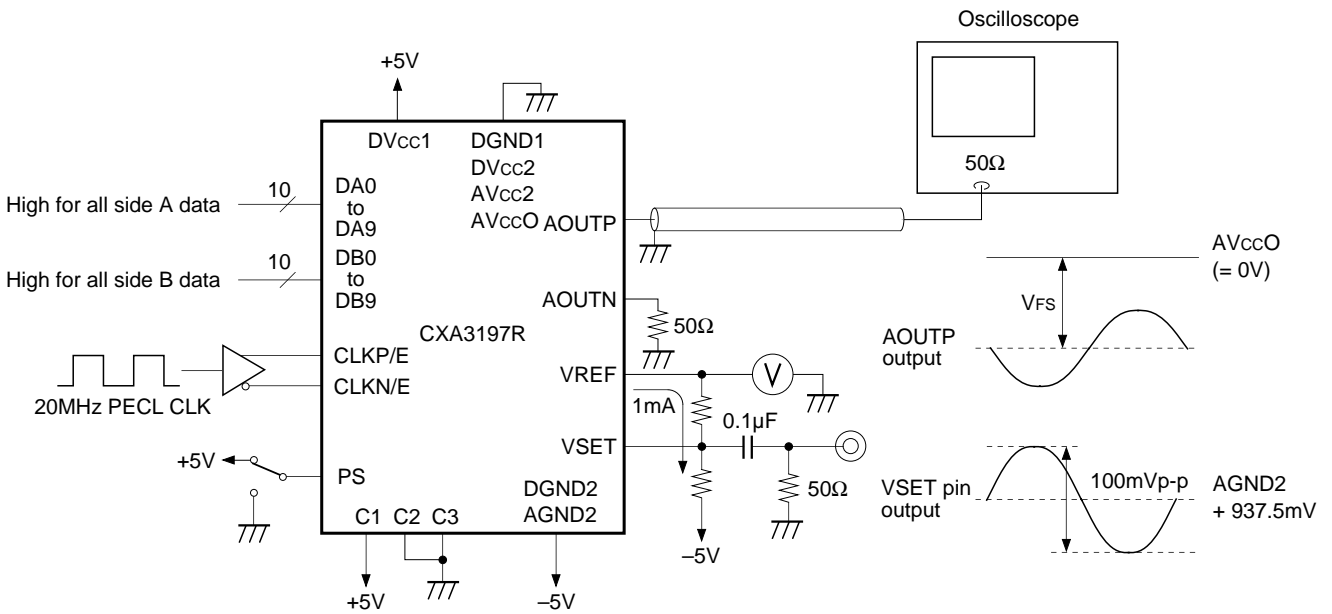 Oscilloscope
+5V
DVCC1
DGND1
DVCC2
AVCC2
AVCCO
AOUTP
50Ω
High for all side A data
10
DA0
to
DA9
High for all side B data
10
DB0
to
DB9
AOUTN
50Ω
CXA3197R
CLKP/E
CLKN/E
20MHz PECL CLK
VREF
V
1mA
0.1µF
VSET
50Ω
+5V
PS
DGND2
AGND2
–5V
C1
C2
C3
+5V
–5V
AVCCO
(= 0V)
VFS
AOUTP
output
VSET pin
output
100mVp-p
AGND2
+ 937.5mV